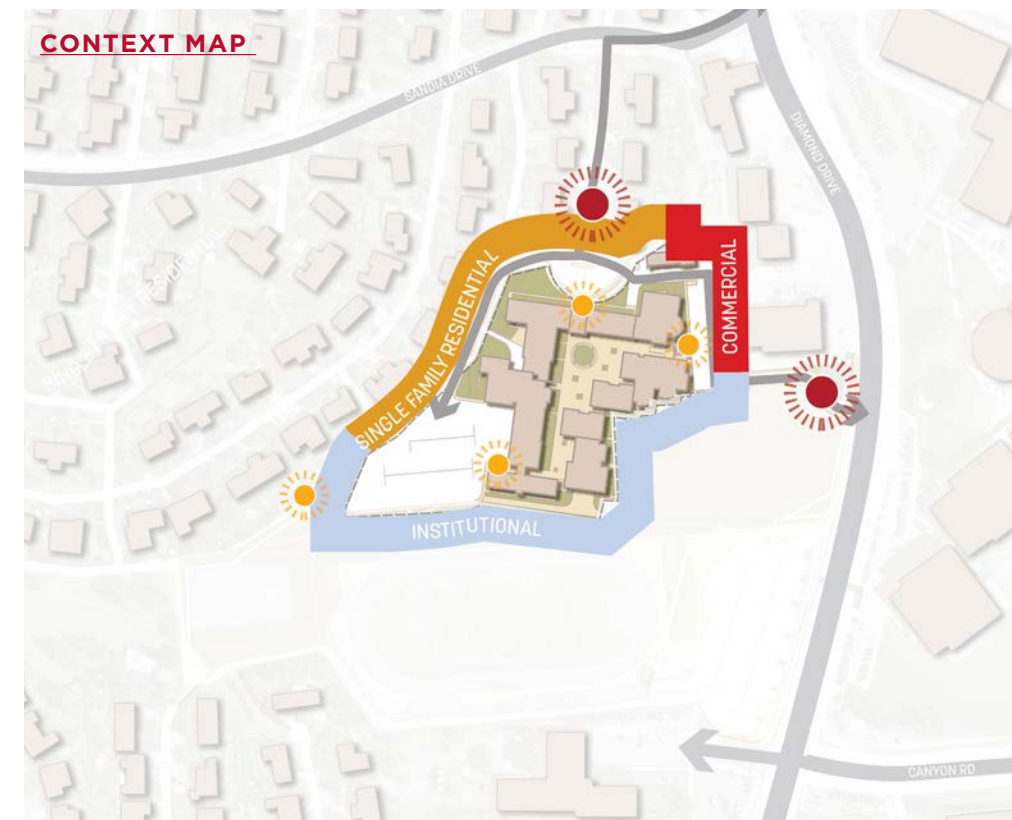 CONTEXT MAP
SANDIA DRIVE
DIAMOND DRIVE
SINGLE FAMILY RESIDENTIAL
COMMERCIAL
INSTITUTIONAL
CANYON RD